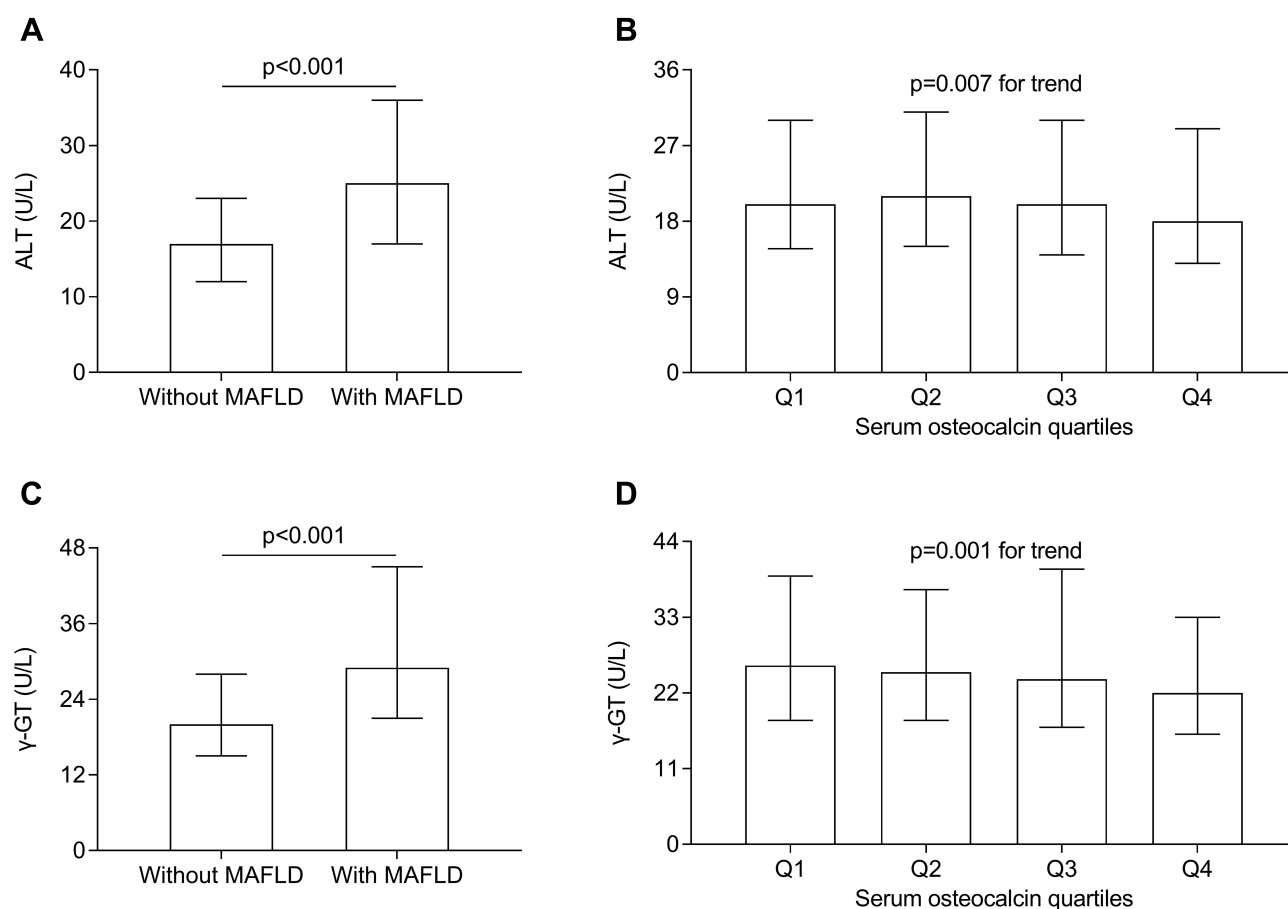 A
p<0.001
ALT (U/L)
40
30
20
10
0
Without MAFLD With MAFLD
B
p=0.007 for trend
ALT (U/L)
36
27
18
9
0
Q1 Q2 Q3 Q4
Serum osteocalcin quartiles
C
p<0.001
γ-GT (U/L)
48
36
24
12
0
Without MAFLD With MAFLD
D
p=0.001 for trend
γ-GT (U/L)
44
33
22
11
0
Q1 Q2 Q3 Q4
Serum osteocalcin quartiles